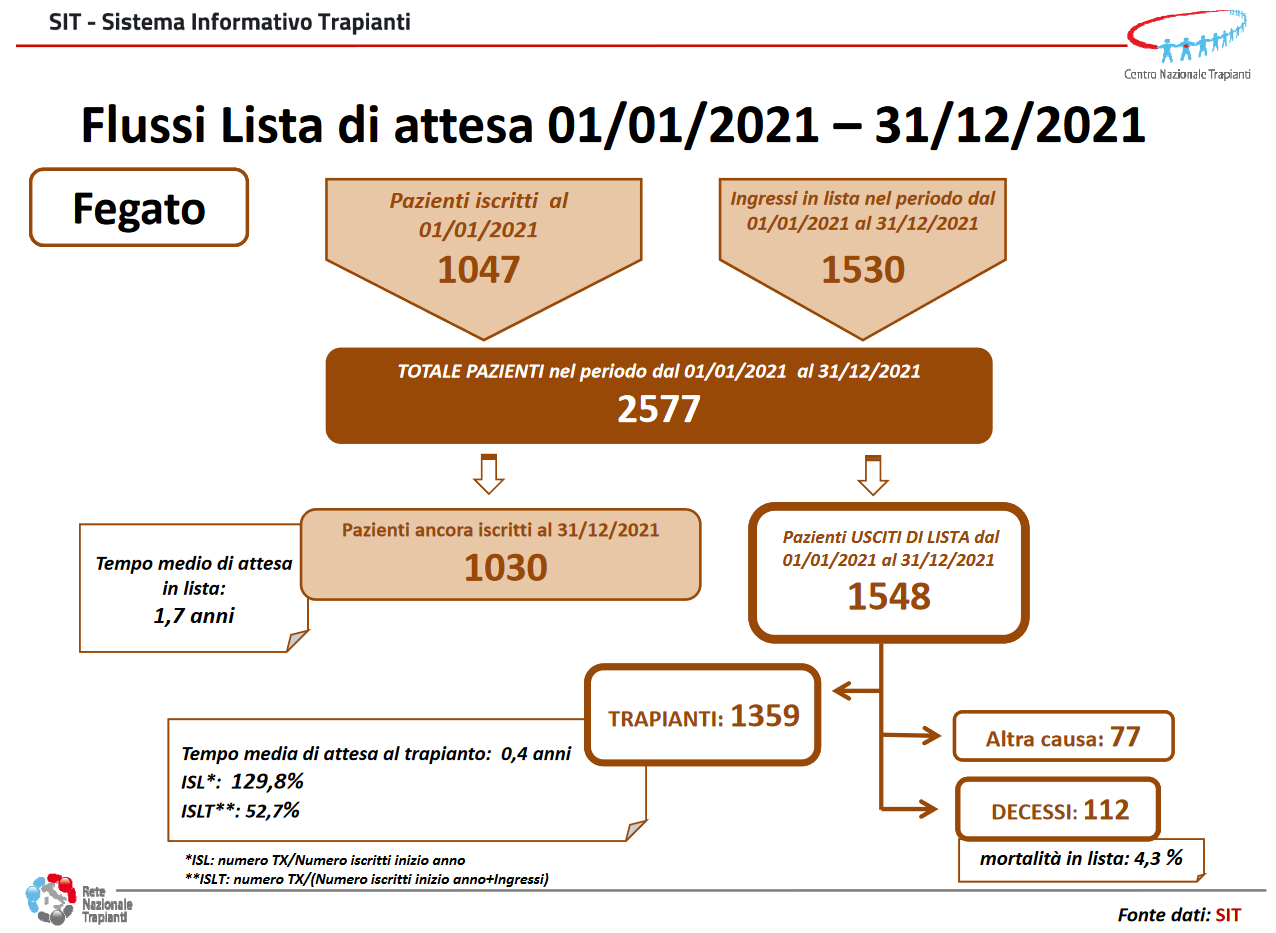 SIT - Sistema Informativo Trapianti
Centro Nazionale Trapianti
Flussi Lista di attesa 01/01/2021 – 31/12/2021
Fegato
Pazienti iscritti al
01/01/2021
1047
Ingressi in lista nel periodo dal
01/01/2021 al 31/12/2021
1530
TOTALE PAZIENTI nel periodo dal 01/01/2021 al 31/12/2021
2577
Pazienti ancora iscritti al 31/12/2021
1030
Tempo medio di attesa
in lista:
1,7 anni
Pazienti USCITI DI LISTA dal
01/01/2021 al 31/12/2021
1548
TRAPIANTI: 1359
Tempo media di attesa al trapianto: 0,4 anni
ISL*: 129,8%
ISLT**: 52,7%
Altra causa: 77
DECESSI: 112
mortalità in lista: 4,3 %
*ISL: numero TX/Numero iscritti inizio anno
**ISLT: numero TX/(Numero iscritti inizio anno+Ingressi)
Rete
Nazionale
Trapianti
Fonte dati: SIT